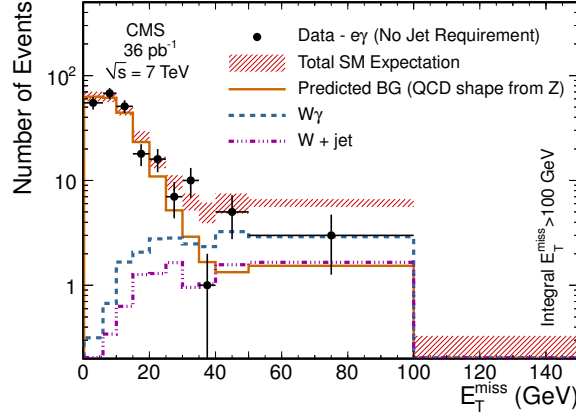 CMS
36 pb⁻¹
√s = 7 TeV
Data - eγ (No Jet Requirement)
Total SM Expectation
Predicted BG (QCD shape from Z)
Wγ
W + jet
Number of Events
10²
10
1
Integral E_T^miss>100 GeV
0 20 40 60 80 100 120 140
E_T^miss (GeV)